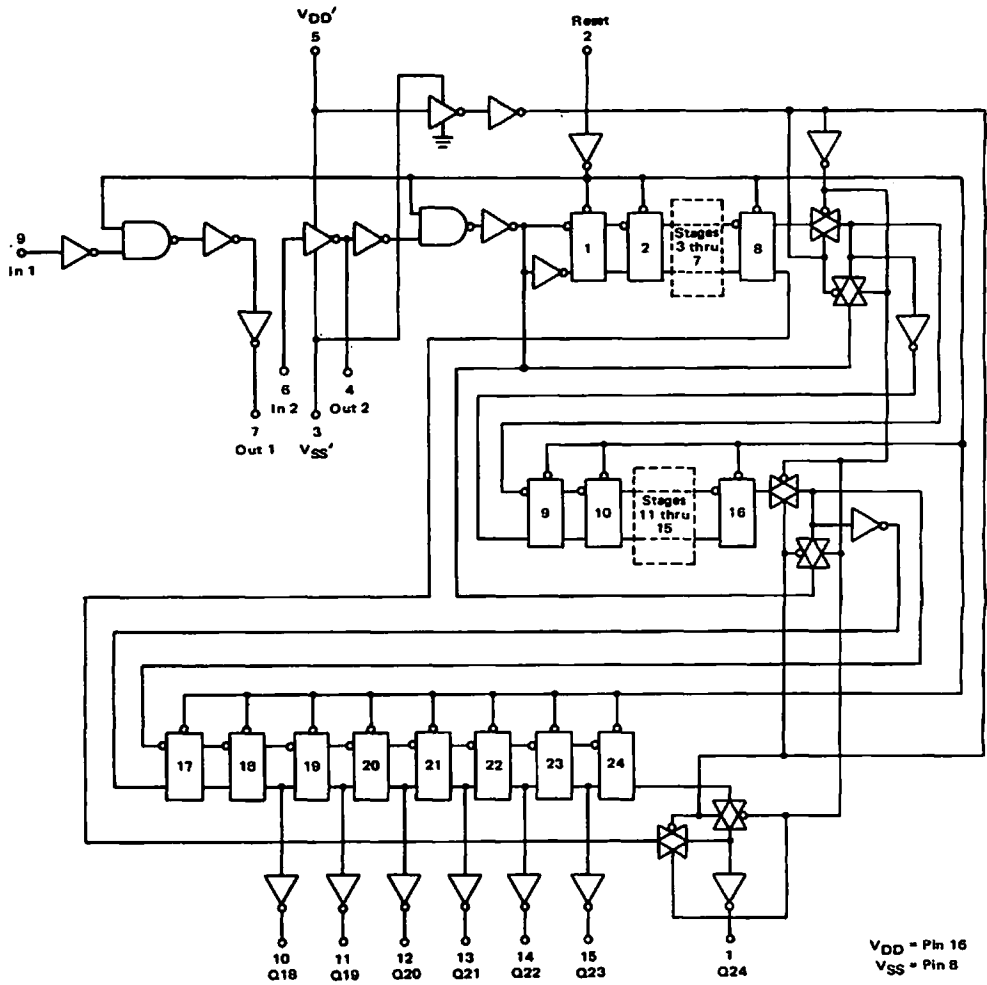 VDD′
5
Reset
2
9
In 1
1
2
Stages
3 thru
7
8
6
In 2
4
Out 2
7
Out 1
3
VSS′
9
10
Stages
11 thru
15
16
17
18
19
20
21
22
23
24
10
Q18
11
Q19
12
Q20
13
Q21
14
Q22
15
Q23
1
Q24
VDD = Pin 16
VSS = Pin 8